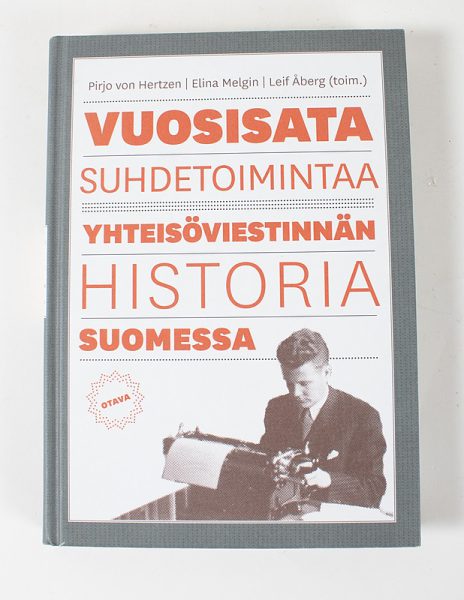 Pirjo von Hertzen | Elina Melgin | Leif Åberg (toim.)
VUOSISATA
SUHDETOIMINTAA
YHTEISÖVIESTINNÄN
HISTORIA
SUOMESSA
OTAVA